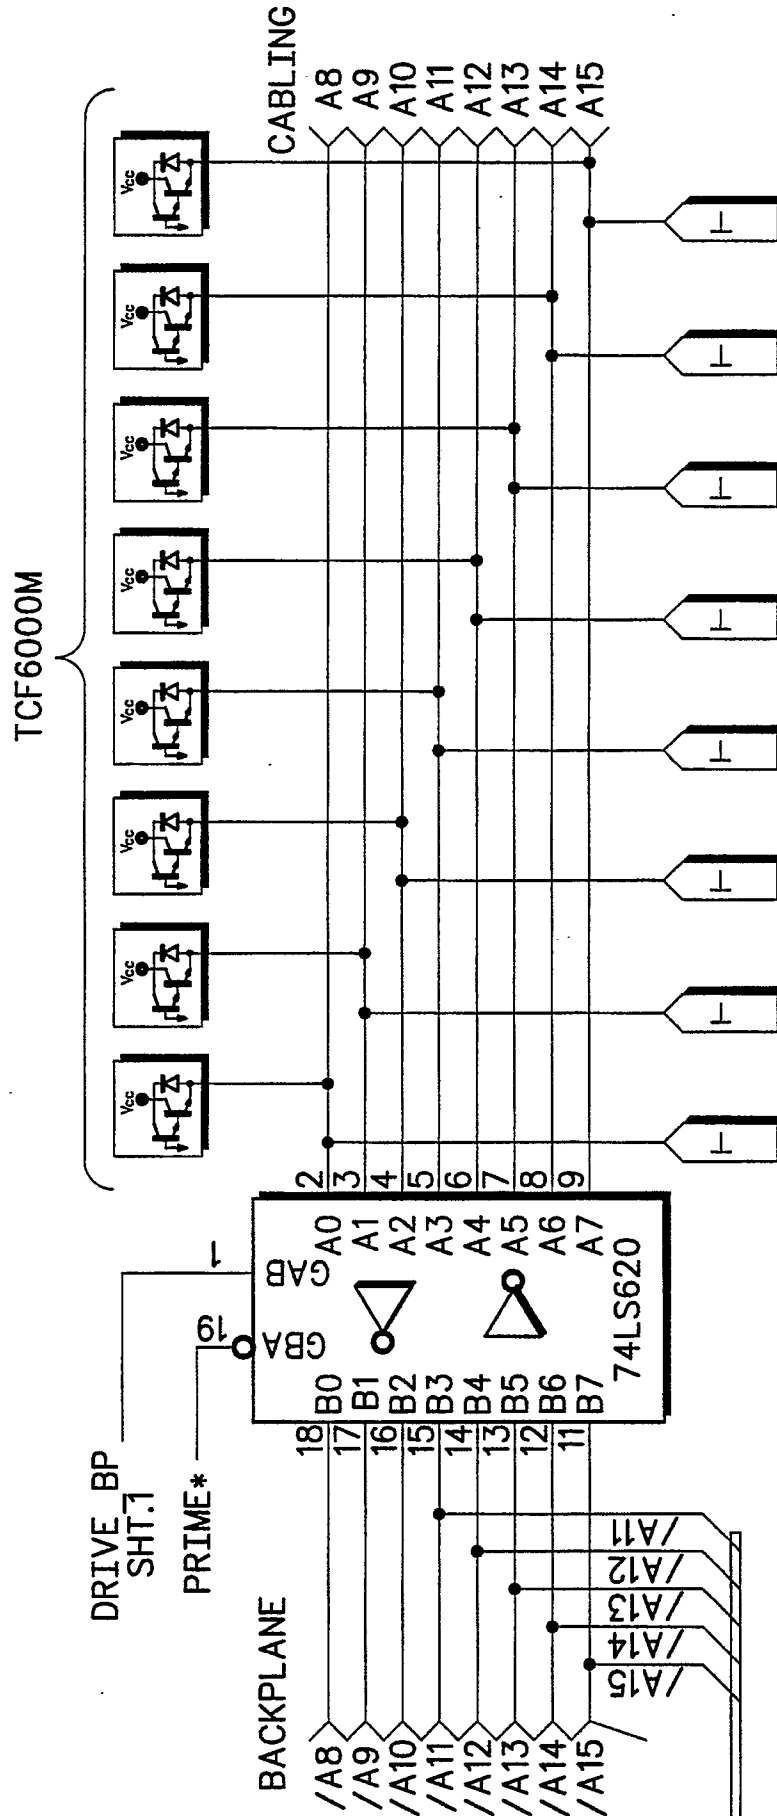 TCF6000M
Vcc
Vcc
Vcc
Vcc
Vcc
Vcc
Vcc
Vcc
CABLING
A8
A9
A10
A11
A12
A13
A14
A15
2
3
4
5
6
7
8
9
1
19
GAB
GBA
A0
A1
A2
A3
A4
A5
A6
A7
B0
B1
B2
B3
B4
B5
B6
B7
74LS620
18
17
16
15
14
13
12
11
DRIVE_BP
SHT.1
PRIME*
BACKPLANE
/A8
/A9
/A10
/A11
/A12
/A13
/A14
/A15
/A11
/A12
/A13
/A14
/A15